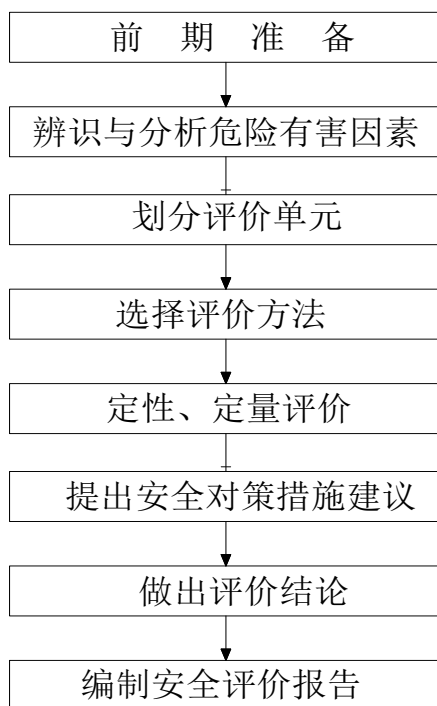 前 期 准 备
辨识与分析危险有害因素
划分评价单元
选择评价方法
定性、定量评价
提出安全对策措施建议
做出评价结论
编制安全评价报告